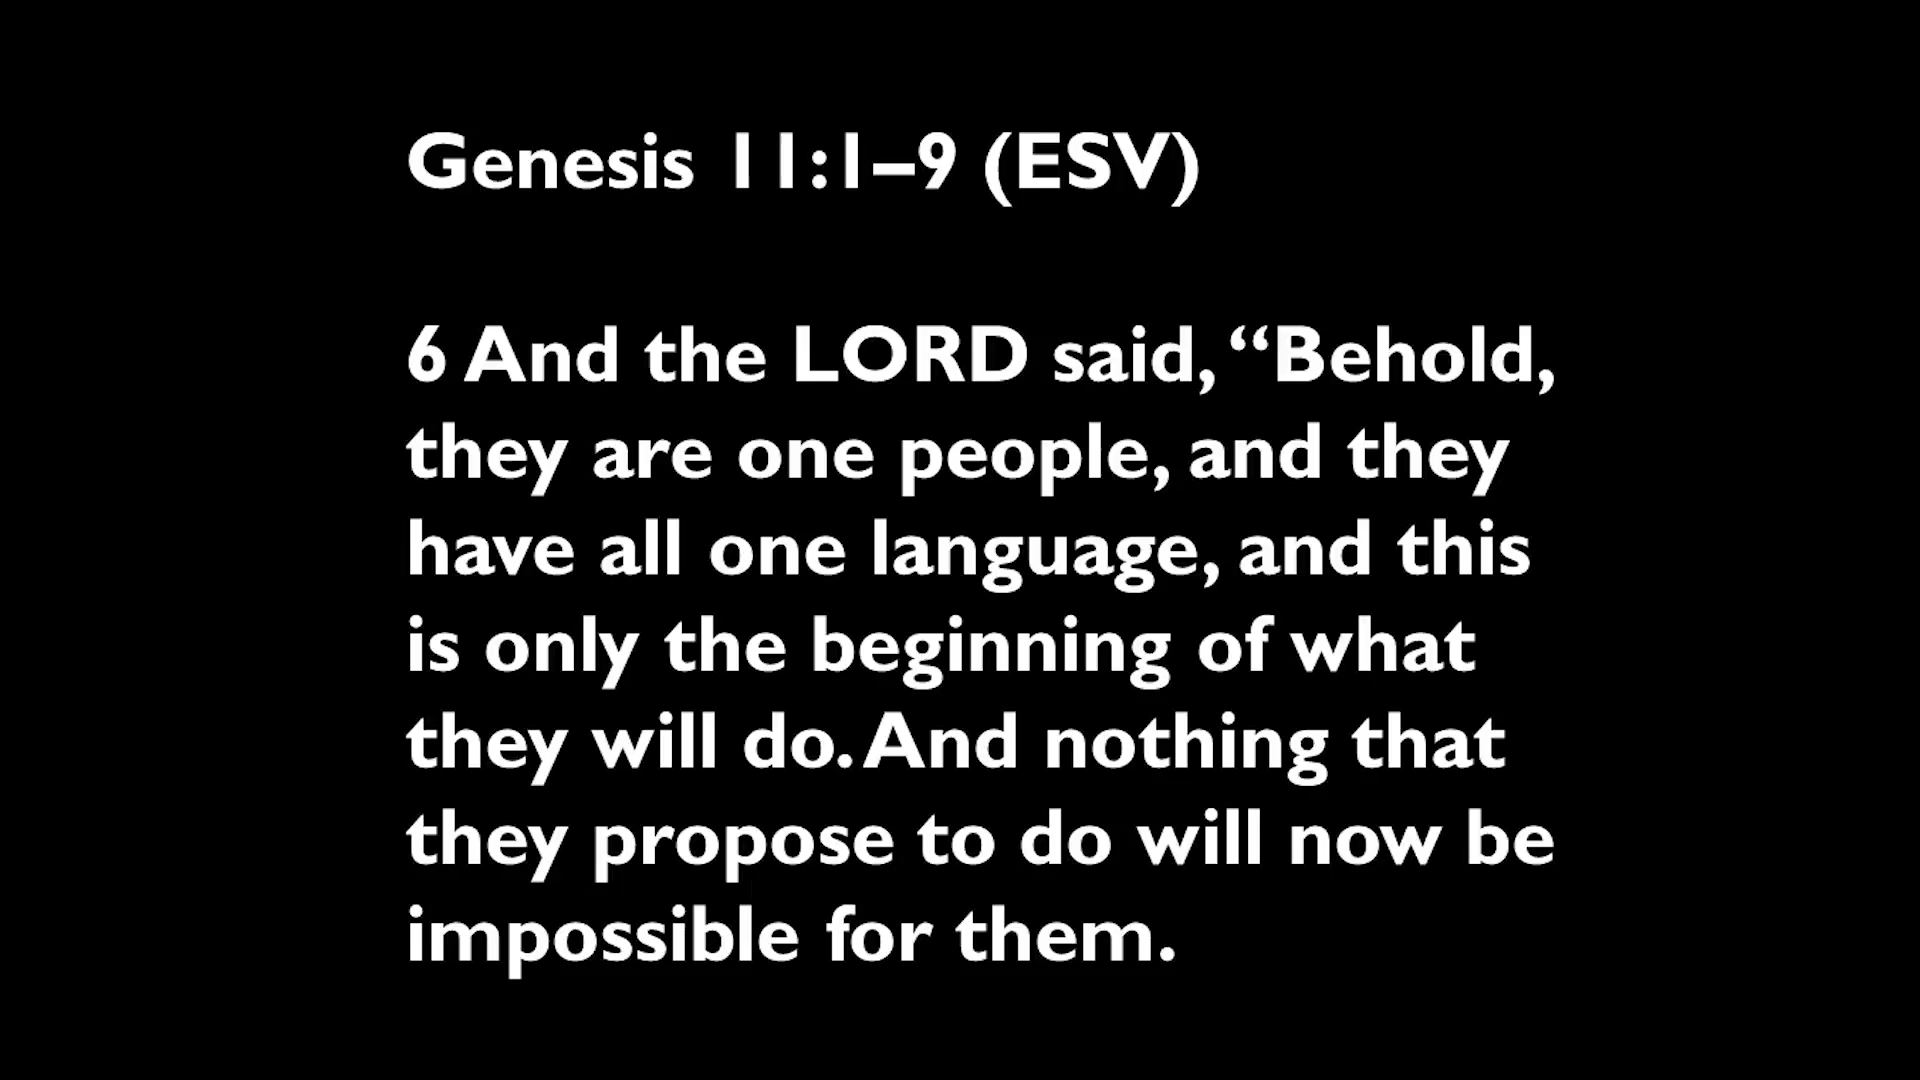 Genesis 11:1–9 (ESV)
6 And the LORD said, “Behold,
they are one people, and they
have all one language, and this
is only the beginning of what
they will do. And nothing that
they propose to do will now be
impossible for them.